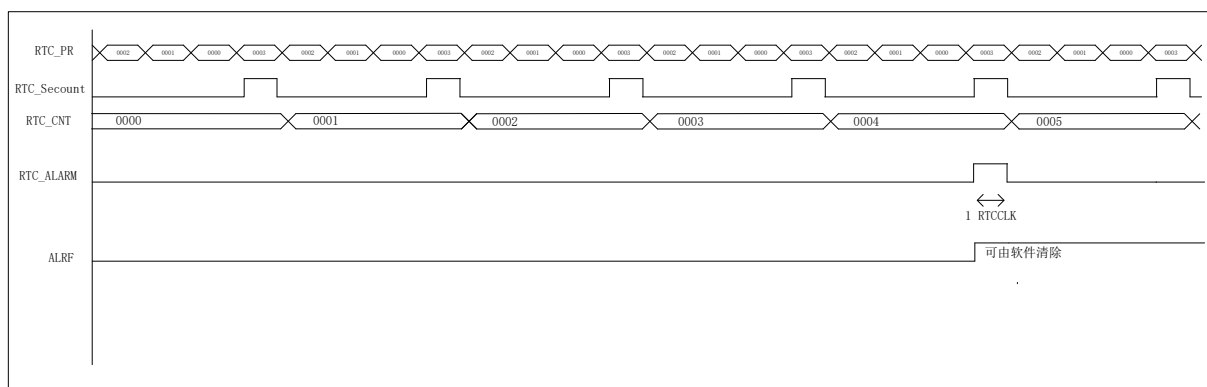 RTC_PR 0002 0001 0000 0003 0002 0001 0000 0003 0002 0001 0000 0003 0002 0001 0000 0003 0002 0001 0000 0003 0002 0001 0000 0003
RTC_Secount
RTC_CNT 0000 0001 0002 0003 0004 0005
RTC_ALARM
1 RTCCLK
ALRF 可由软件清除